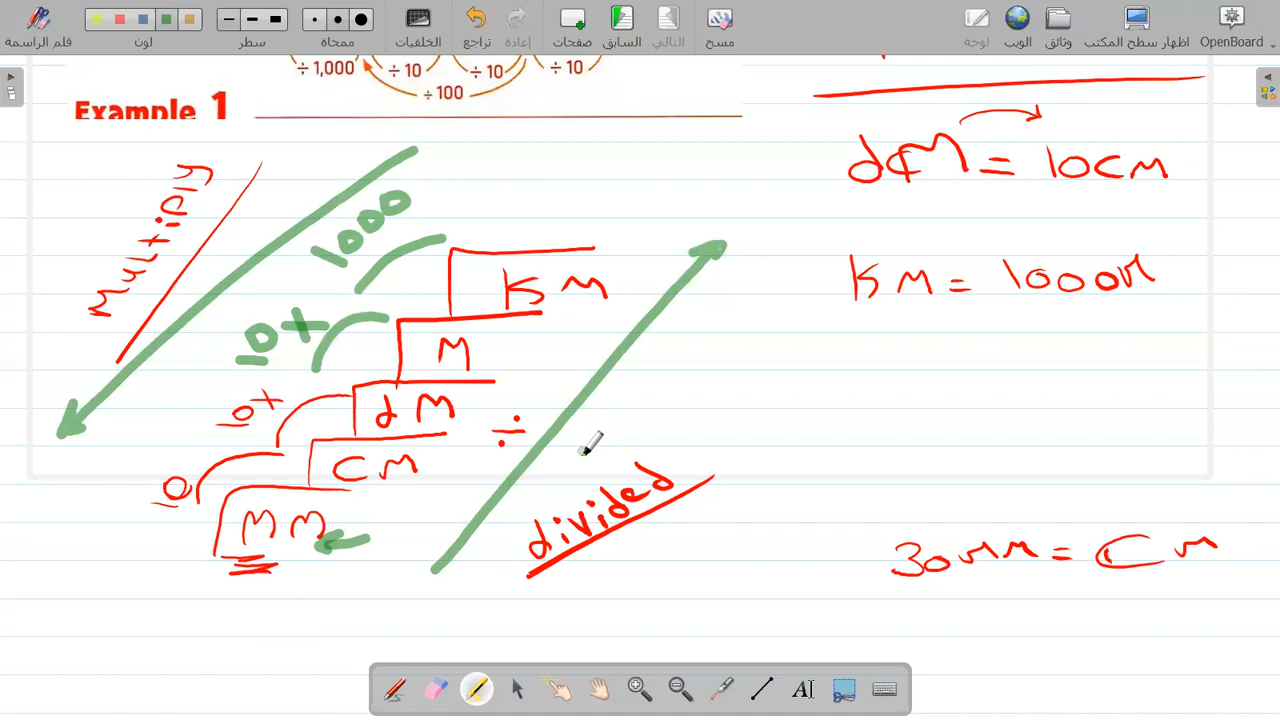 قلم الراسمة
لون
سطر
ممحاة
الخلفيات
تراجع
إعادة
صفحات
السابق
التالي
مسح
لوحة
الويب
وثائق
اظهار سطح المكتب
OpenBoard
÷ 1,000
÷ 10
÷ 10
÷ 10
÷100
Example 1
Multiply
1000
KM
10x
M
10x
dM
10
CM
MM
÷
divided
dM = 10CM
KM = 1000M
30MM = CM